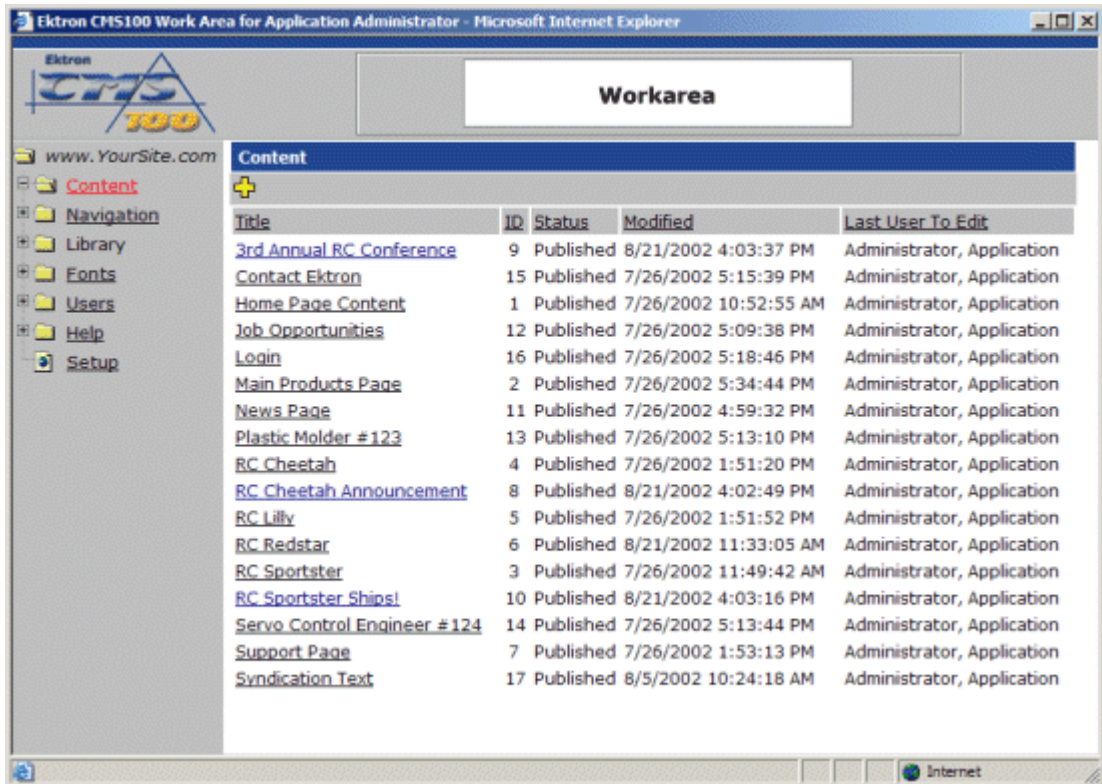 Ektron CMS100 Work Area for Application Administrator - Microsoft Internet Explorer
Ektron
CMS
100
Workarea
www.YourSite.com
Content
Navigation
Library
Fonts
Users
Help
Setup
Content
Title ID Status Modified Last User To Edit
3rd Annual RC Conference 9 Published 8/21/2002 4:03:37 PM Administrator, Application
Contact Ektron 15 Published 7/26/2002 5:15:39 PM Administrator, Application
Home Page Content 1 Published 7/26/2002 10:52:55 AM Administrator, Application
Job Opportunities 12 Published 7/26/2002 5:09:38 PM Administrator, Application
Login 16 Published 7/26/2002 5:18:46 PM Administrator, Application
Main Products Page 2 Published 7/26/2002 5:34:44 PM Administrator, Application
News Page 11 Published 7/26/2002 4:59:32 PM Administrator, Application
Plastic Molder #123 13 Published 7/26/2002 5:13:10 PM Administrator, Application
RC Cheetah 4 Published 7/26/2002 1:51:20 PM Administrator, Application
RC Cheetah Announcement 8 Published 8/21/2002 4:02:49 PM Administrator, Application
RC Lilly 5 Published 7/26/2002 1:51:52 PM Administrator, Application
RC Redstar 6 Published 8/21/2002 11:33:05 AM Administrator, Application
RC Sportster 3 Published 7/26/2002 11:49:42 AM Administrator, Application
RC Sportster Ships! 10 Published 8/21/2002 4:03:16 PM Administrator, Application
Servo Control Engineer #124 14 Published 7/26/2002 5:13:44 PM Administrator, Application
Support Page 7 Published 7/26/2002 1:53:13 PM Administrator, Application
Syndication Text 17 Published 8/5/2002 10:24:18 AM Administrator, Application
Internet